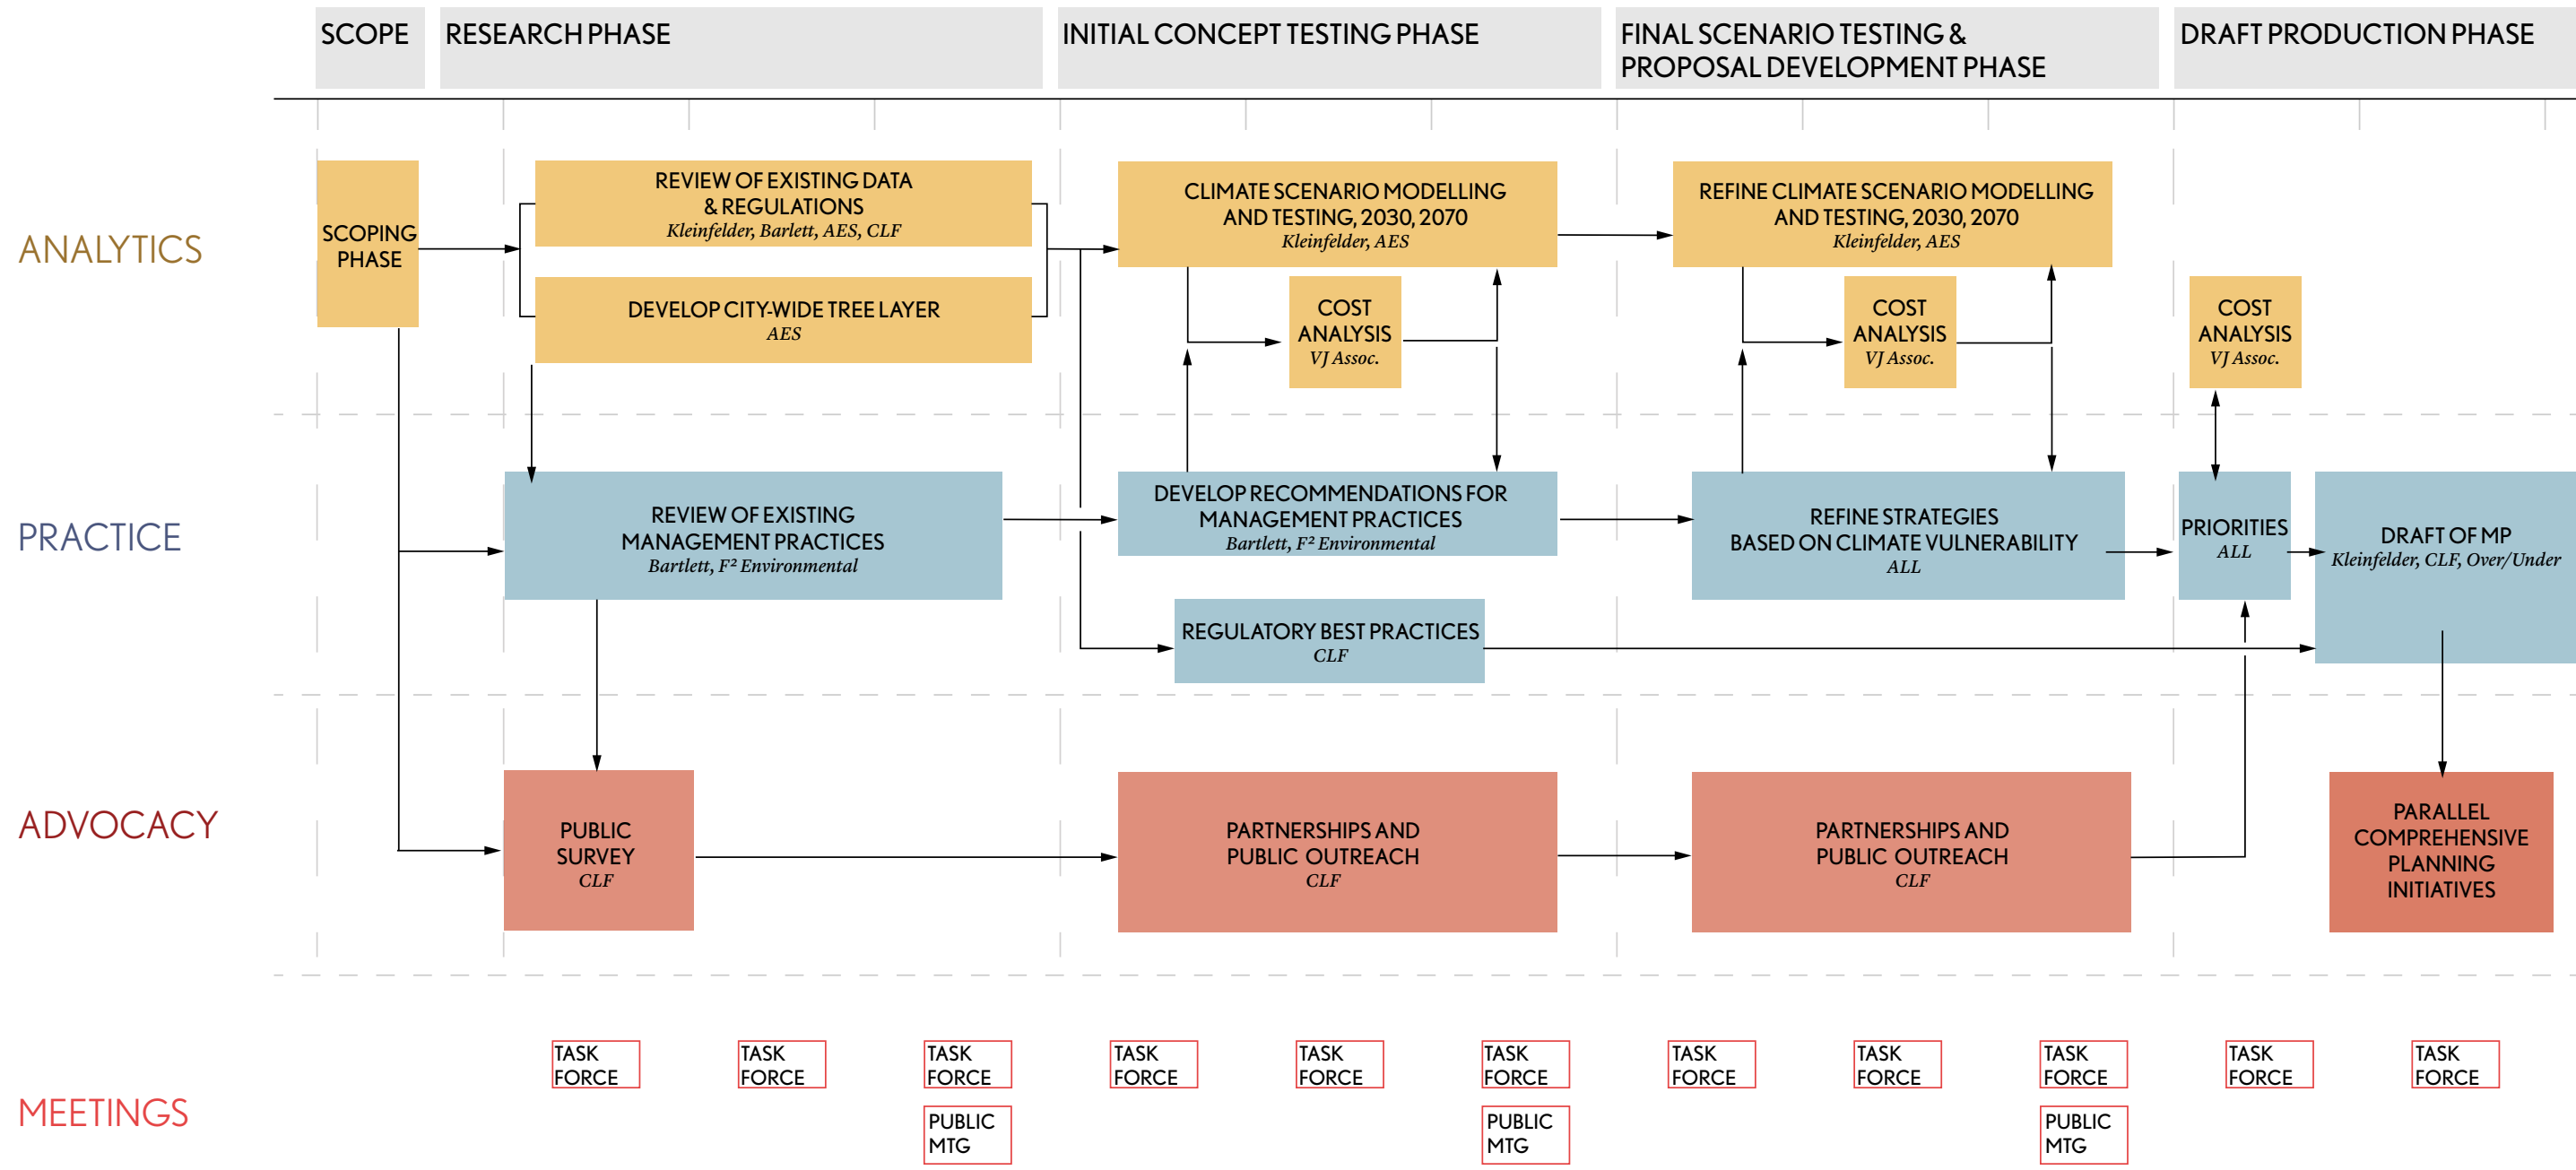 SCOPE
RESEARCH PHASE
INITIAL CONCEPT TESTING PHASE
FINAL SCENARIO TESTING &
PROPOSAL DEVELOPMENT PHASE
DRAFT PRODUCTION PHASE
ANALYTICS
SCOPING
PHASE
REVIEW OF EXISTING DATA
& REGULATIONS
Kleinfelder, Barlett, AES, CLF
DEVELOP CITY-WIDE TREE LAYER
AES
CLIMATE SCENARIO MODELLING
AND TESTING, 2030, 2070
Kleinfelder, AES
COST
ANALYSIS
VJ Assoc.
REFINE CLIMATE SCENARIO MODELLING
AND TESTING, 2030, 2070
Kleinfelder, AES
COST
ANALYSIS
VJ Assoc.
COST
ANALYSIS
VJ Assoc.
PRACTICE
REVIEW OF EXISTING
MANAGEMENT PRACTICES
Bartlett, F² Environmental
DEVELOP RECOMMENDATIONS FOR
MANAGEMENT PRACTICES
Bartlett, F² Environmental
REGULATORY BEST PRACTICES
CLF
REFINE STRATEGIES
BASED ON CLIMATE VULNERABILITY
ALL
PRIORITIES
ALL
DRAFT OF MP
Kleinfelder, CLF, Over/Under
ADVOCACY
PUBLIC
SURVEY
CLF
PARTNERSHIPS AND
PUBLIC OUTREACH
CLF
PARTNERSHIPS AND
PUBLIC OUTREACH
CLF
PARALLEL
COMPREHENSIVE
PLANNING
INITIATIVES
MEETINGS
TASK
FORCE
TASK
FORCE
TASK
FORCE
PUBLIC
MTG
TASK
FORCE
TASK
FORCE
TASK
FORCE
PUBLIC
MTG
TASK
FORCE
TASK
FORCE
TASK
FORCE
PUBLIC
MTG
TASK
FORCE
TASK
FORCE